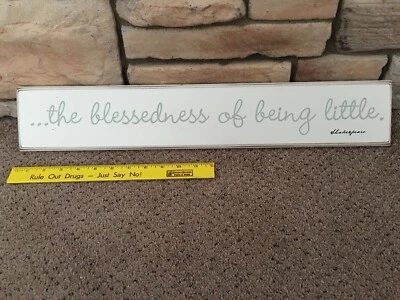 ...the blessedness of being little.
Shakespeare
Rule Out Drugs – Just Say No!